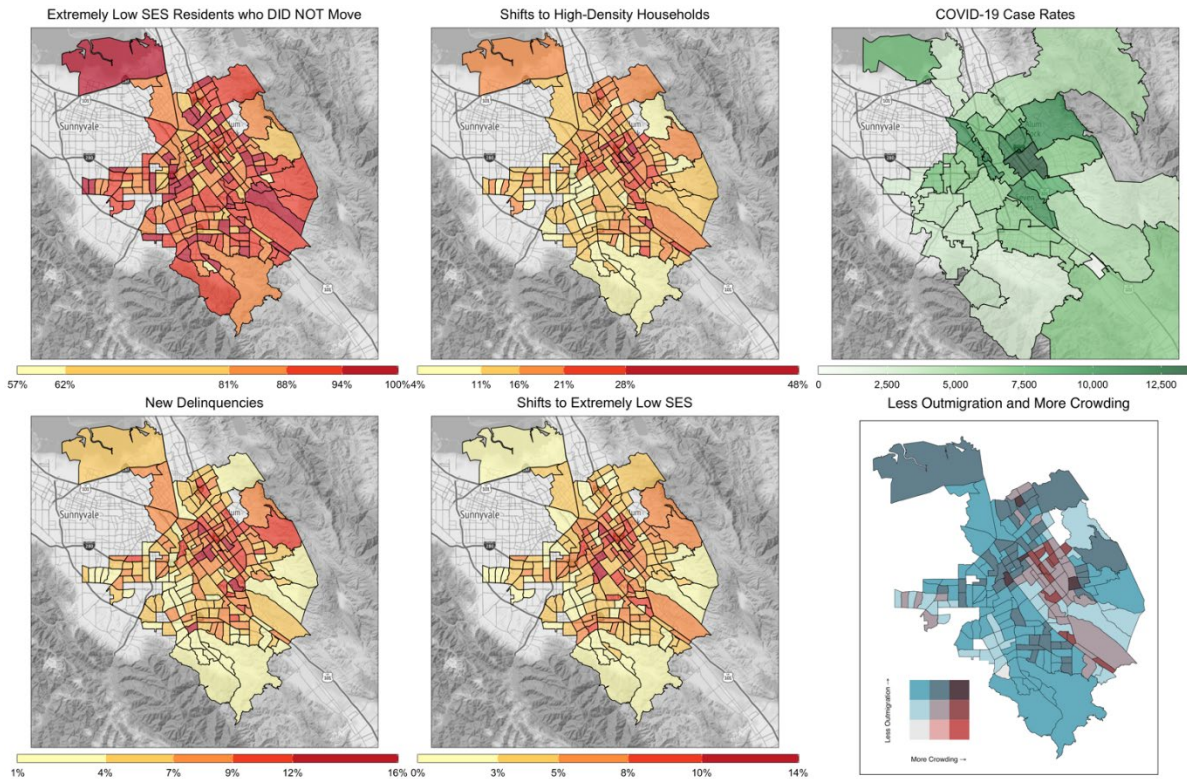 Extremely Low SES Residents who DID NOT Move
Shifts to High-Density Households
COVID-19 Case Rates
Sunnyvale
Sunnyvale
Sunnyvale
57% 62% 81% 88% 94% 100%
4% 11% 16% 21% 28% 48%
0 2,500 5,000 7,500 10,000 12,500
New Delinquencies
Shifts to Extremely Low SES
Less Outmigration and More Crowding
Sunnyvale
Sunnyvale
Less Outmigration →
More Crowding →
1% 4% 7% 9% 12% 16%
0% 3% 5% 8% 10% 14%